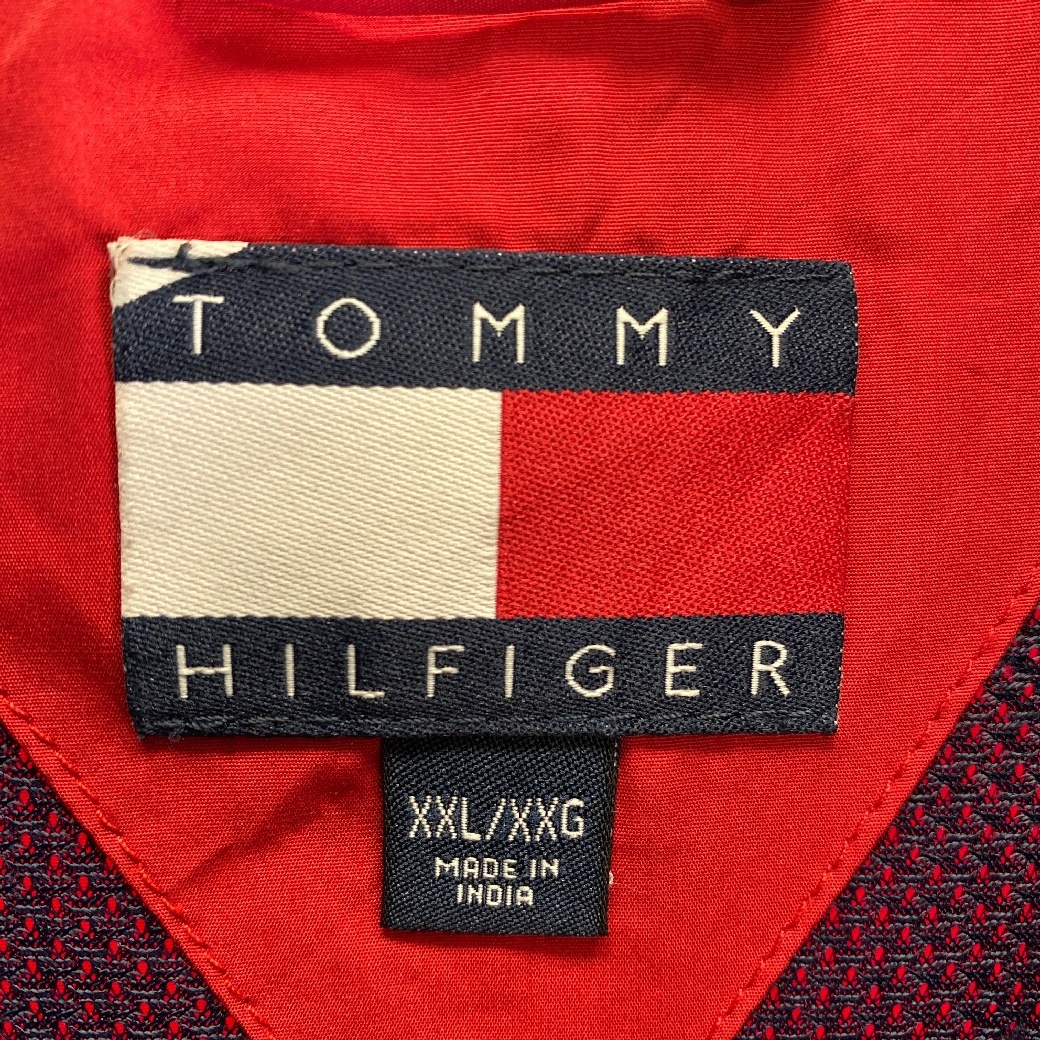 TOMMY
HILFIGER
XXL/XXG
MADE IN
INDIA